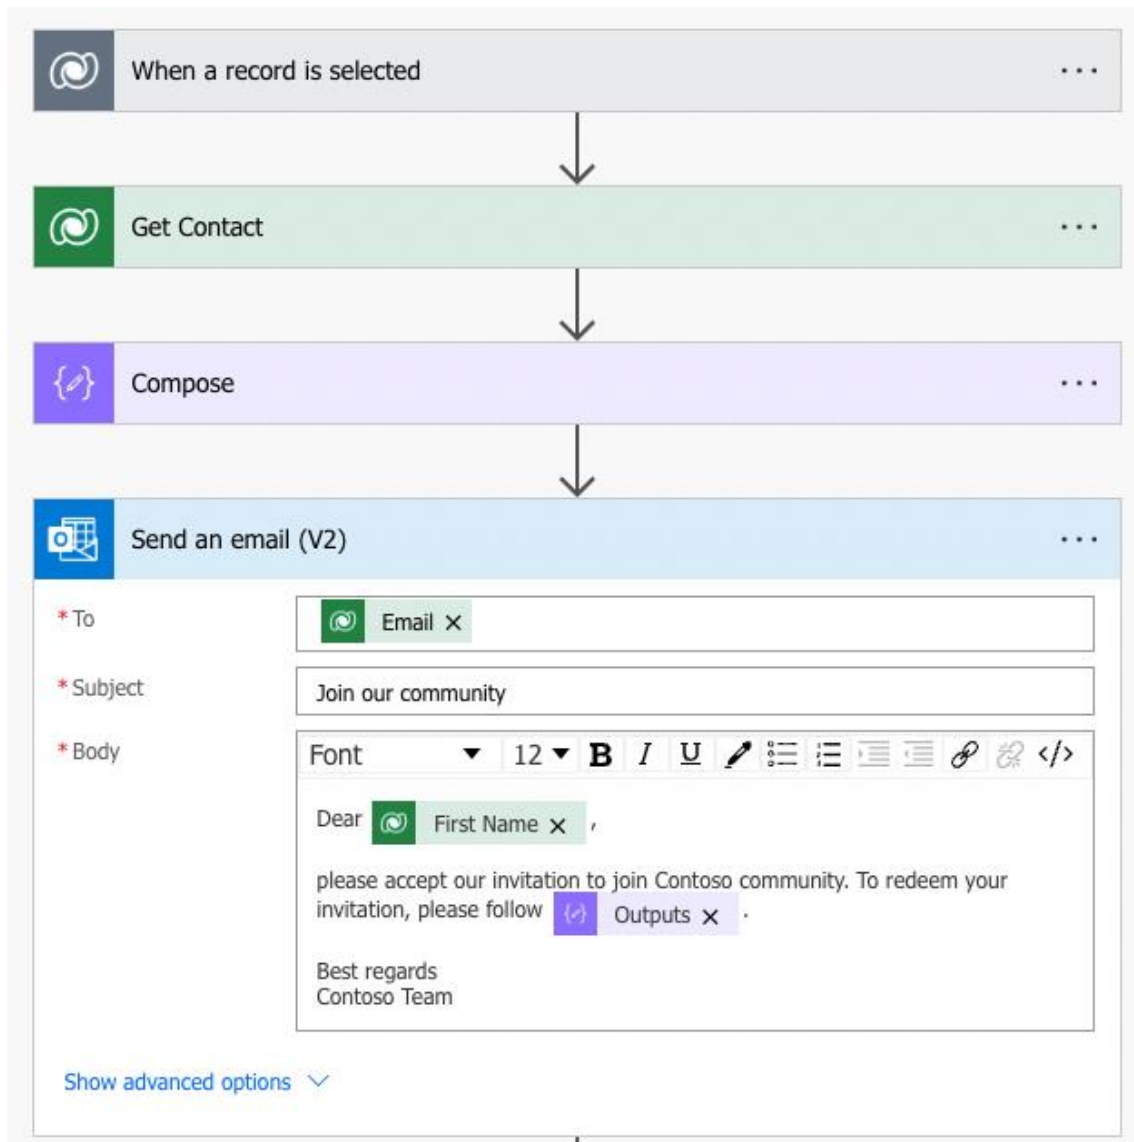 When a record is selected
Get Contact
Compose
Send an email (V2)
* To
Email ×
* Subject
Join our community
* Body
Font 12 B I U </>
Dear First Name × ,
please accept our invitation to join Contoso community. To redeem your
invitation, please follow Outputs × .
Best regards
Contoso Team
Show advanced options